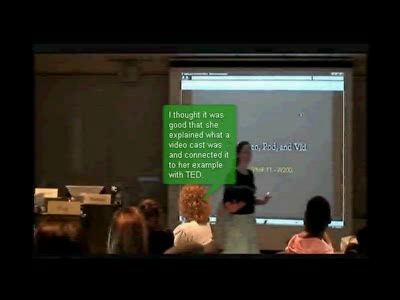 I thought it was
good that she
explained what a
video cast was
and connected it
to her example
with TED.
Pod, and Vid
W200